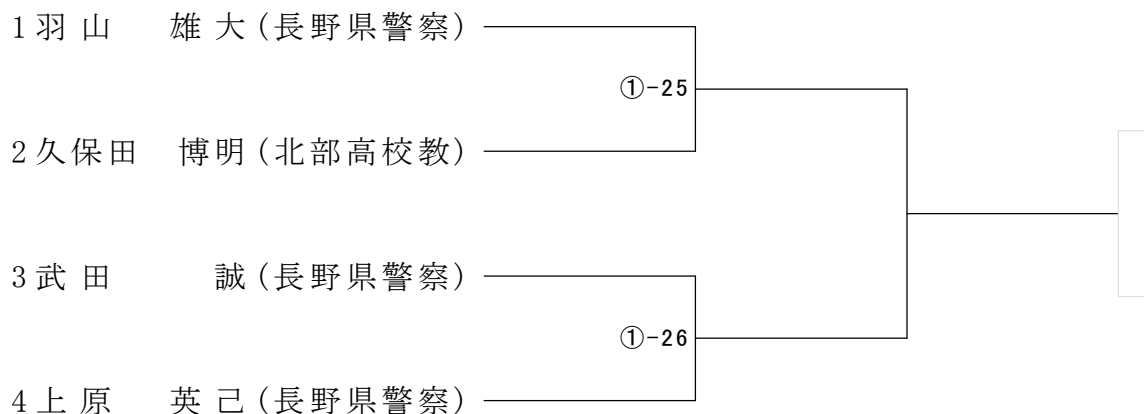 1 羽山 雄大(長野県警察)
①-25
2 久保田 博明(北部高校教)
3 武田 誠(長野県警察)
①-26
4 上原 英己(長野県警察)